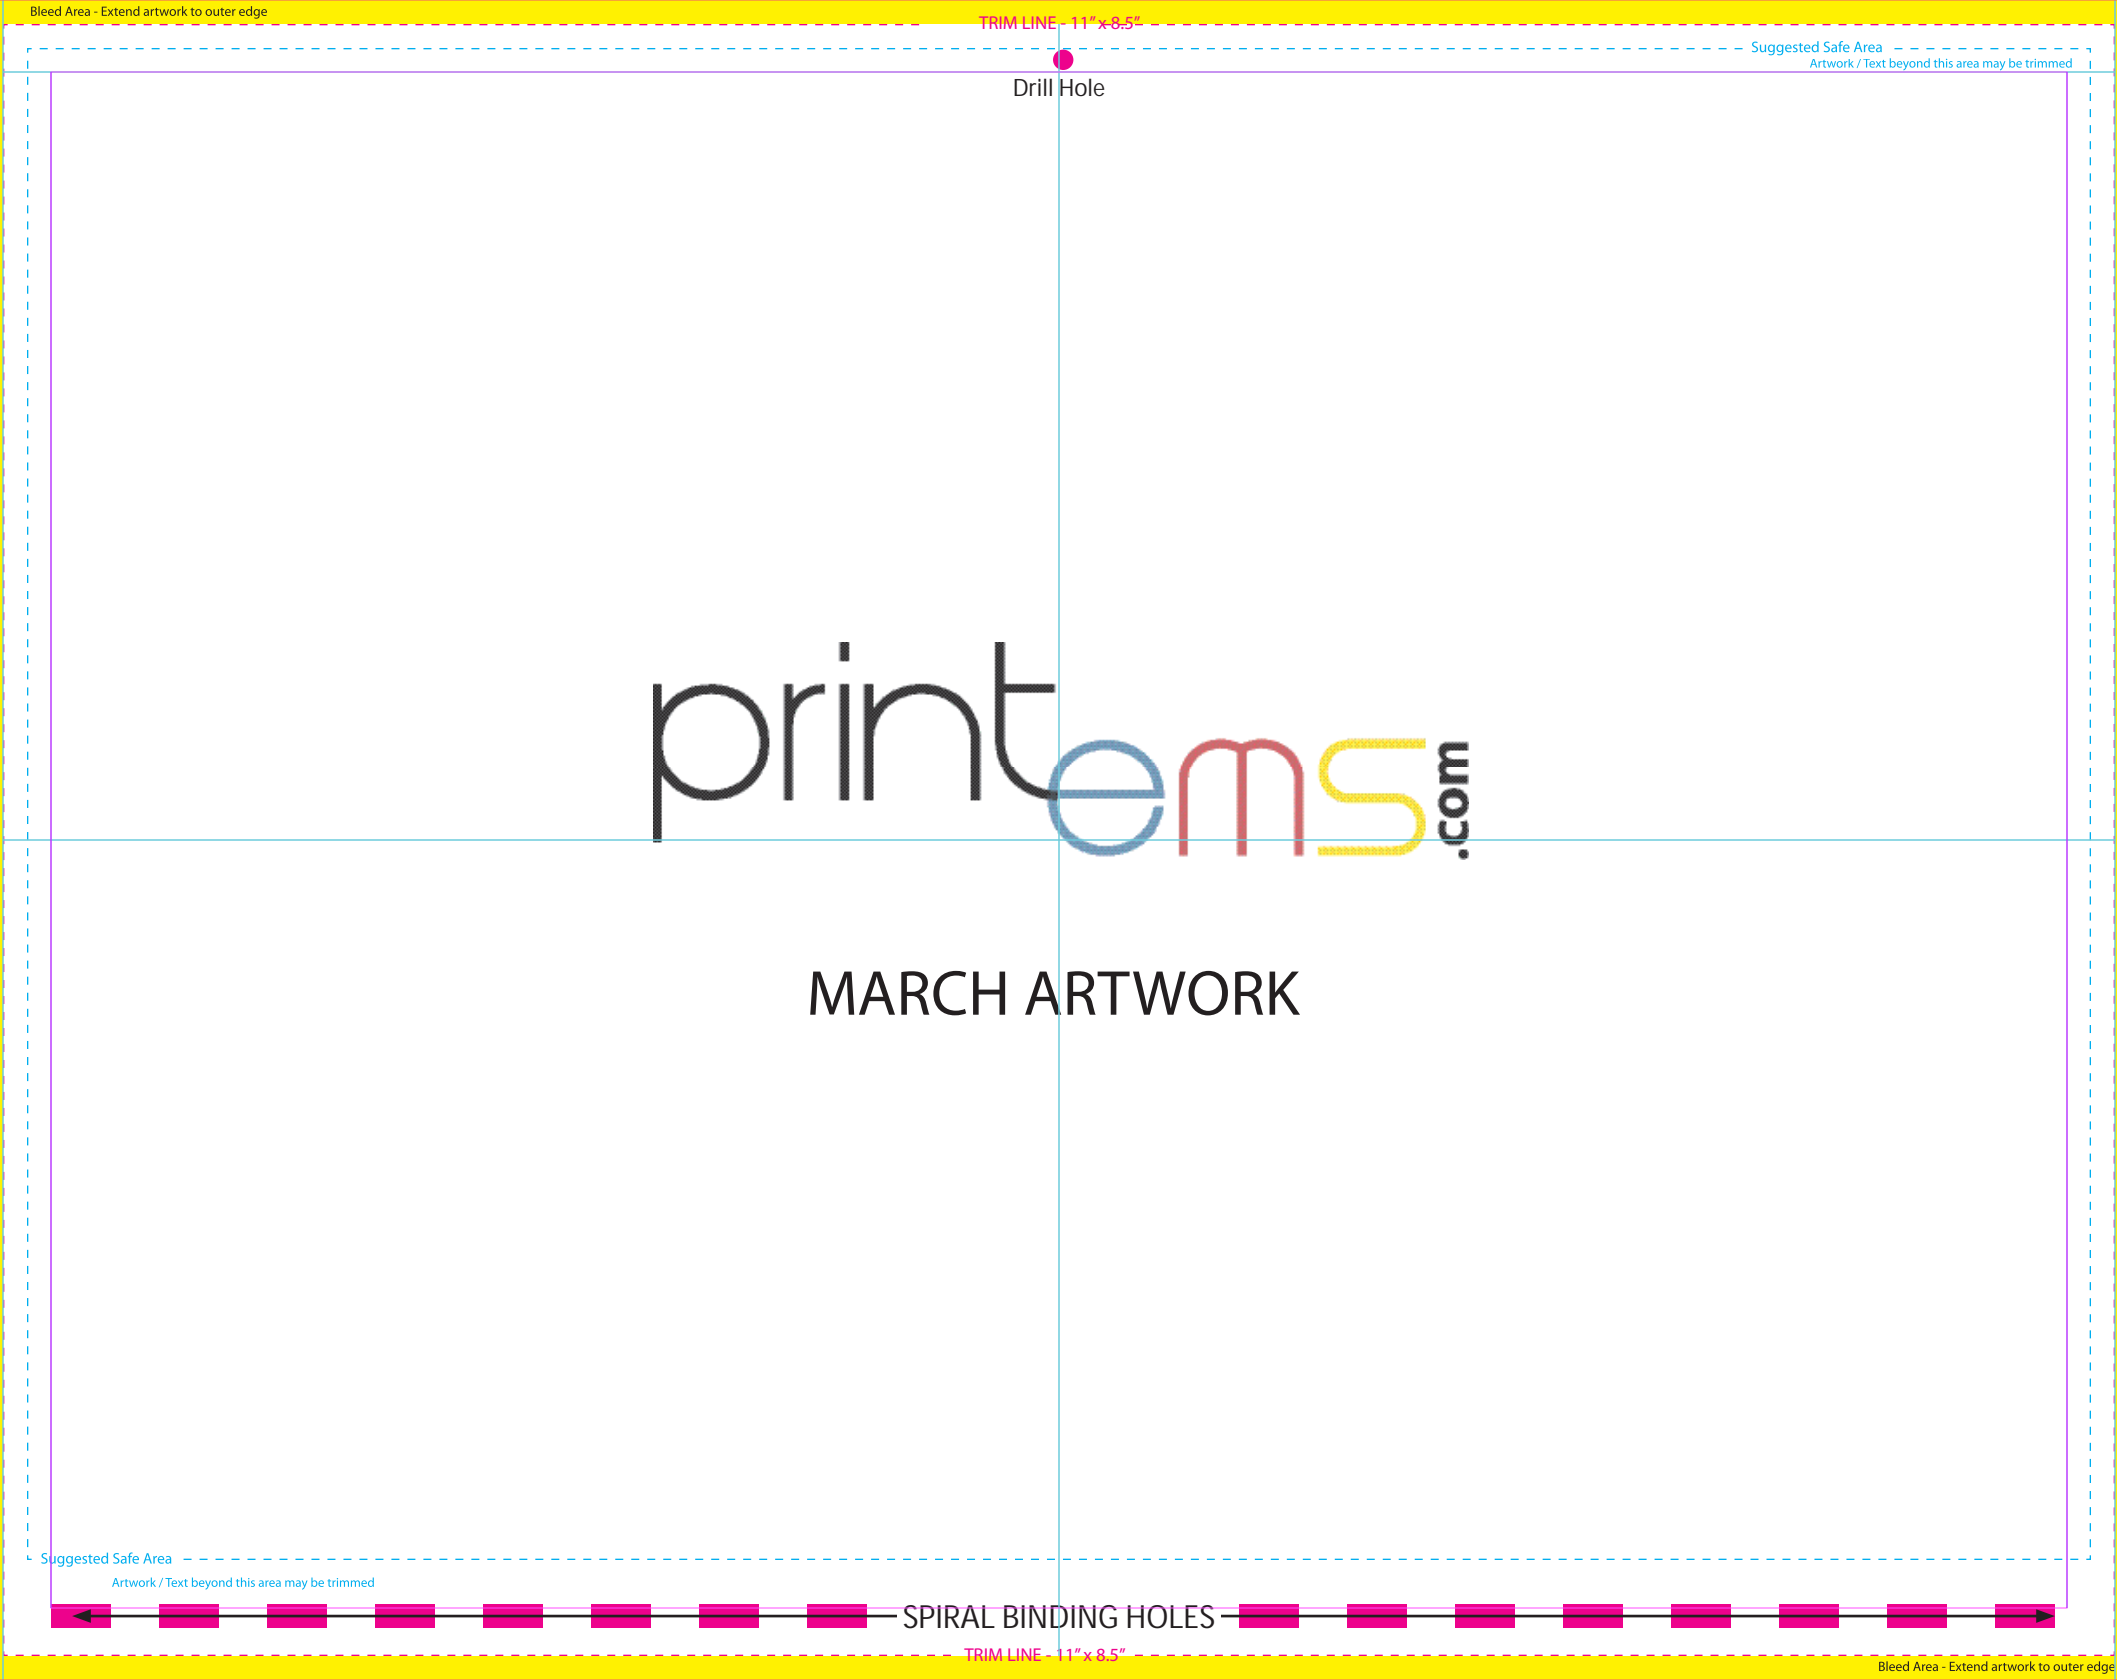 Bleed Area - Extend artwork to outer edge
TRIM LINE - 11” x 8.5”
Suggested Safe Area
Artwork / Text beyond this area may be trimmed
Drill Hole
printems.com
MARCH ARTWORK
Suggested Safe Area
Artwork / Text beyond this area may be trimmed
SPIRAL BINDING HOLES
TRIM LINE - 11” x 8.5”
Bleed Area - Extend artwork to outer edge